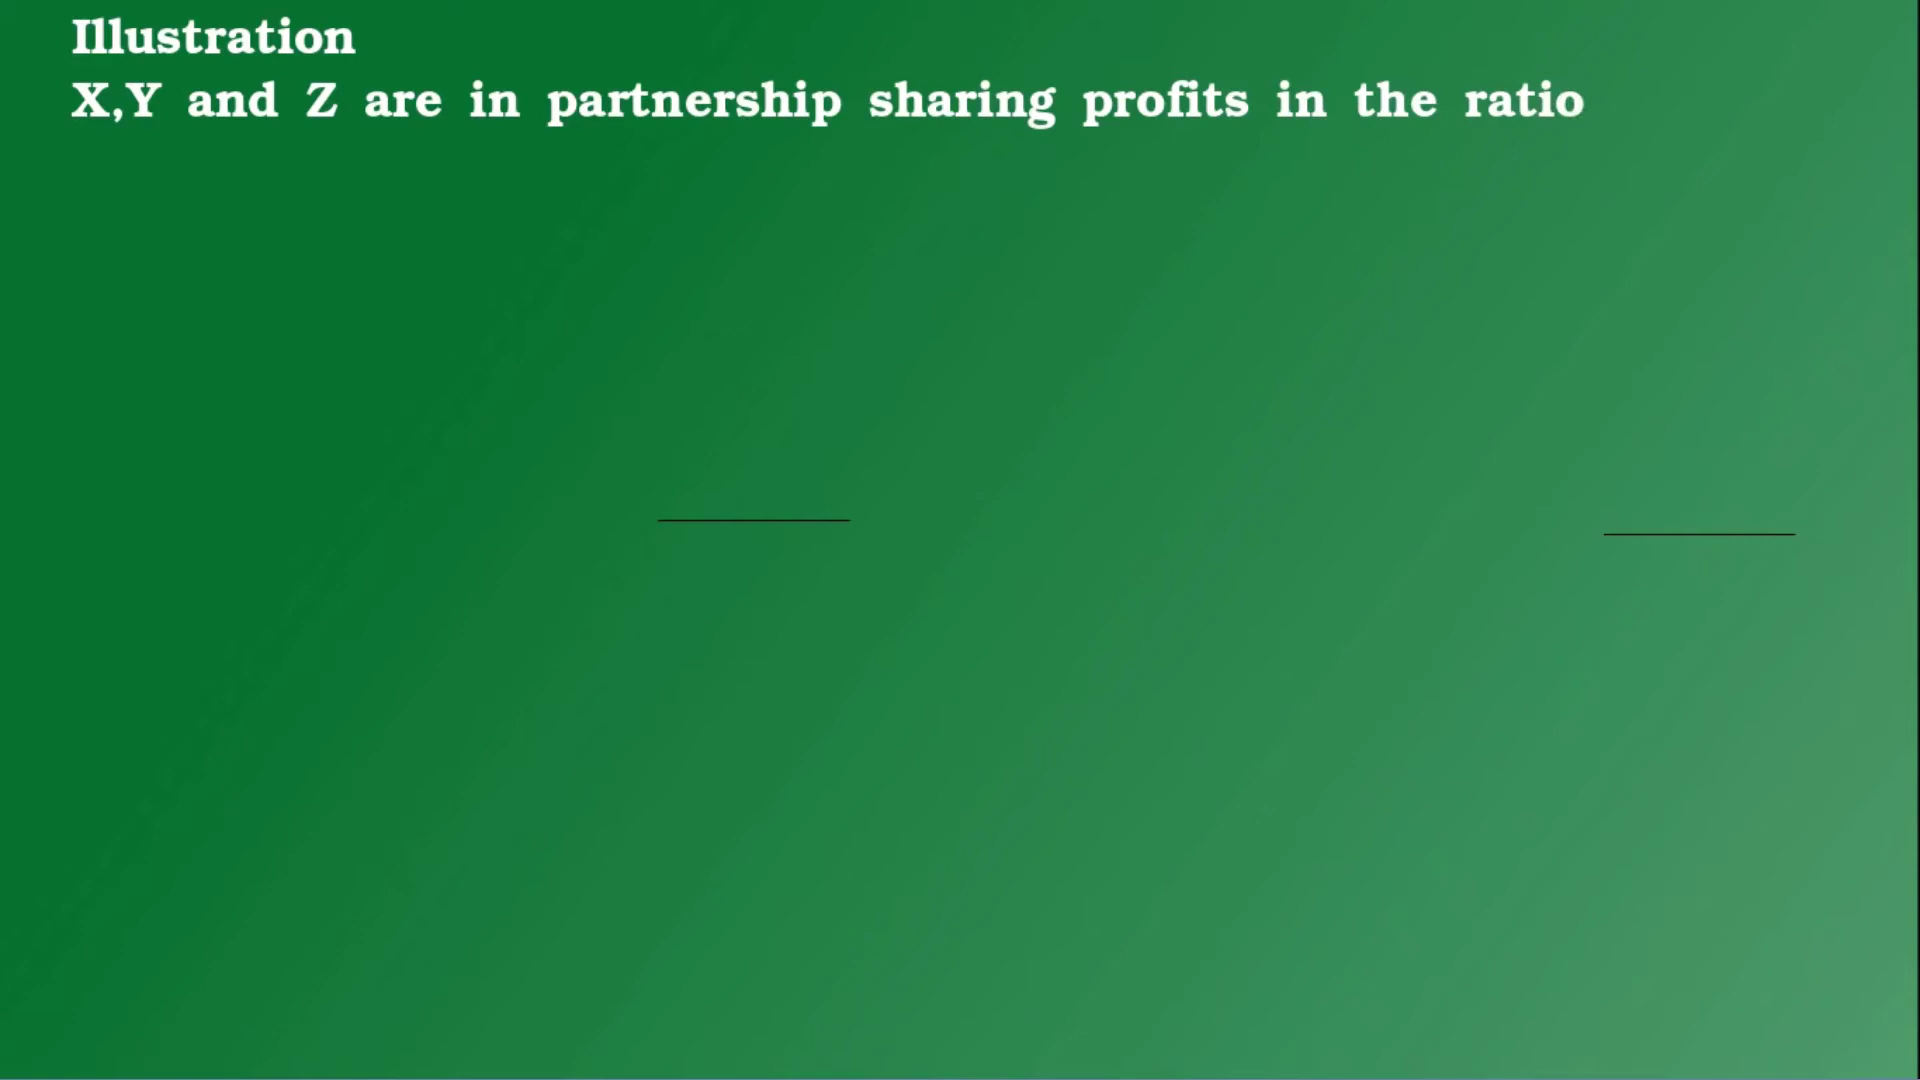 Illustration
X,Y and Z are in partnership sharing profits in the ratio